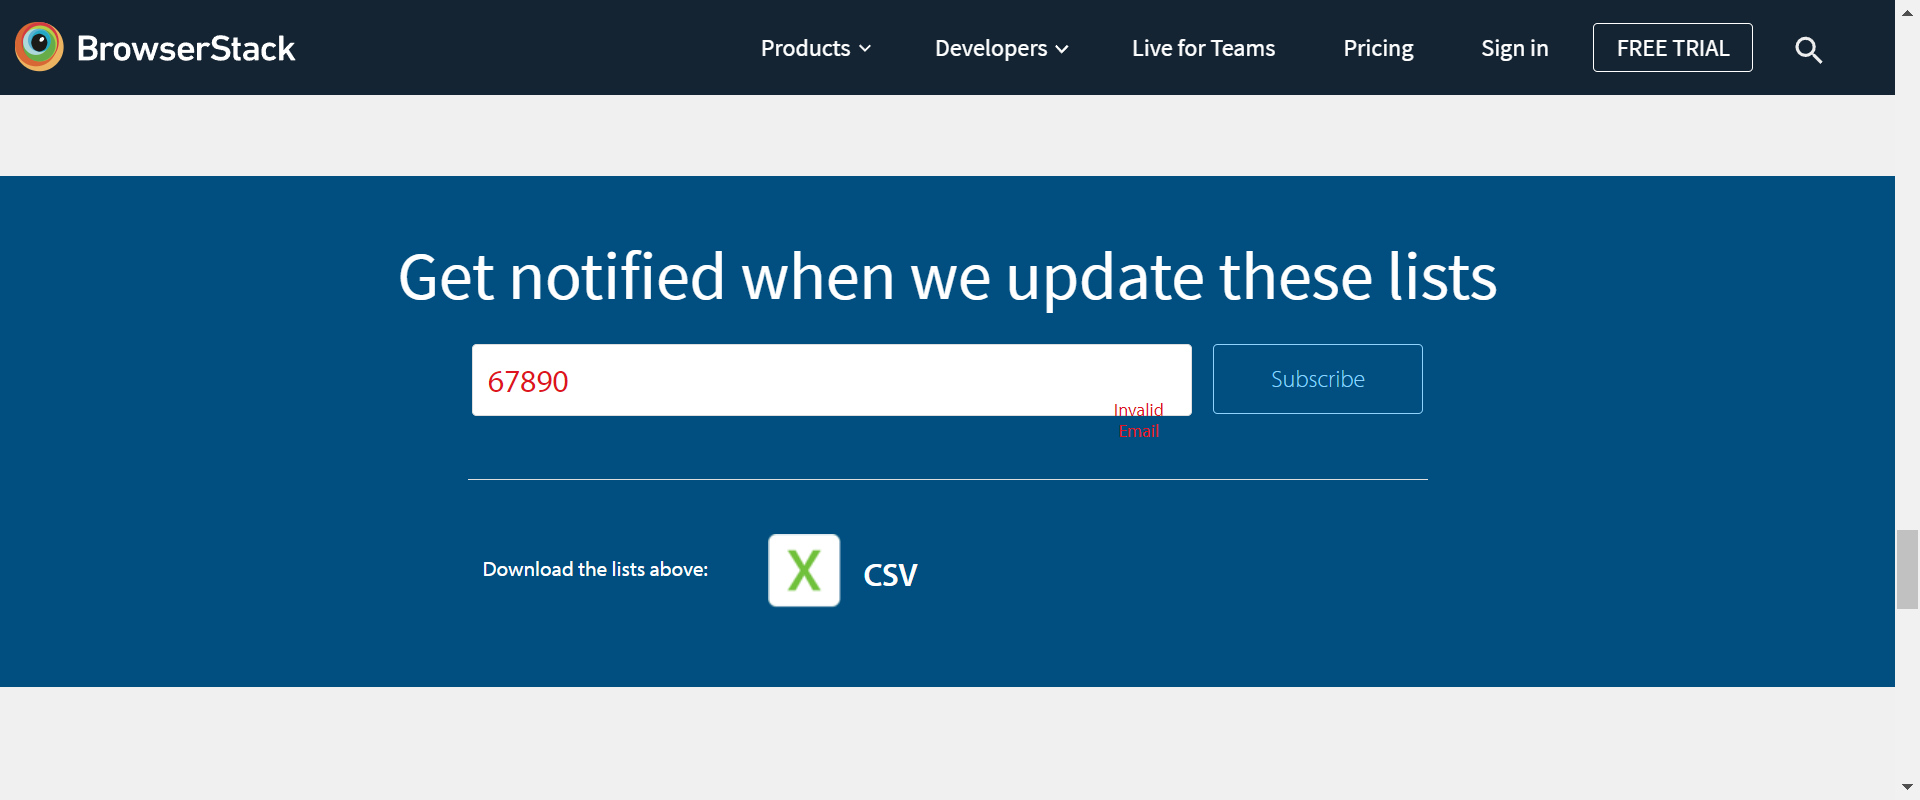 BrowserStack
Products
Developers
Live for Teams
Pricing
Sign in
FREE TRIAL
Get notified when we update these lists
67890
Subscribe
Invalid
Email
Download the lists above:
X
CSV